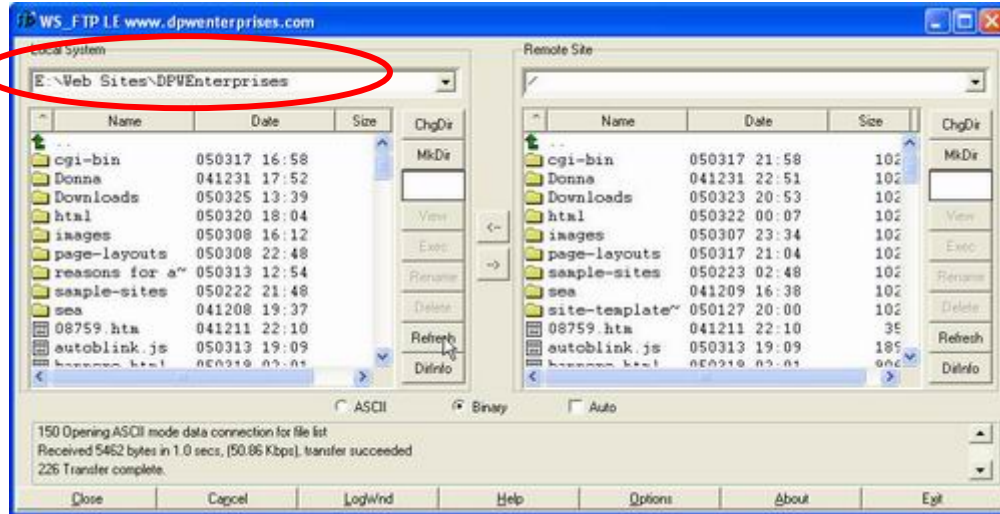 WS_FTP LE www.dpwenterprises.com
Local System
E:\Web Sites\DPWEnterprises
^ Name Date Size
..
cgi-bin 050317 16:58
Donna 041231 17:52
Downloads 050325 13:39
html 050320 18:04
images 050308 16:12
page-layouts 050308 22:48
reasons for a~ 050313 12:54
sample-sites 050222 21:48
sea 041208 19:37
08759.htm 041211 22:10
autoblink.js 050313 19:09
ChgDir
MkDir
View
Exec
Rename
Delete
Refresh
DirInfo
<-
->
Remote Site
/
^ Name Date Size
..
cgi-bin 050317 21:58 102
Donna 041231 22:51 102
Downloads 050323 20:53 102
html 050322 00:07 102
images 050307 23:34 102
page-layouts 050317 21:04 102
sample-sites 050223 02:48 102
sea 041209 16:38 102
site-template~ 050127 20:00 102
08759.htm 041211 22:10 35
autoblink.js 050313 19:09 185
ChgDir
MkDir
View
Exec
Rename
Delete
Refresh
DirInfo
ASCII Binary Auto
150 Opening ASCII mode data connection for file list
Received 5462 bytes in 1.0 secs, (50.86 Kbps), transfer succeeded
226 Transfer complete.
Close Cancel LogWnd Help Options About Exit